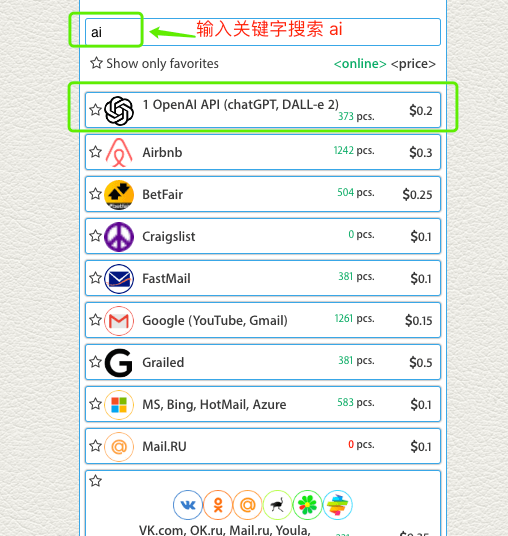 ai
输入关键字搜索 ai
Show only favorites <online> <price>
1 OpenAI API (chatGPT, DALL-e 2) 373 pcs. $0.2
Airbnb 1242 pcs. $0.3
BetFair 504 pcs. $0.25
Craigslist 0 pcs. $0.1
FastMail 381 pcs. $0.1
Google (YouTube, Gmail) 1261 pcs. $0.15
G
Grailed 381 pcs. $0.5
MS, Bing, HotMail, Azure 583 pcs. $0.1
Mail.RU 0 pcs. $0.1
VK.com, OK.ru, Mail.ru, Youla,